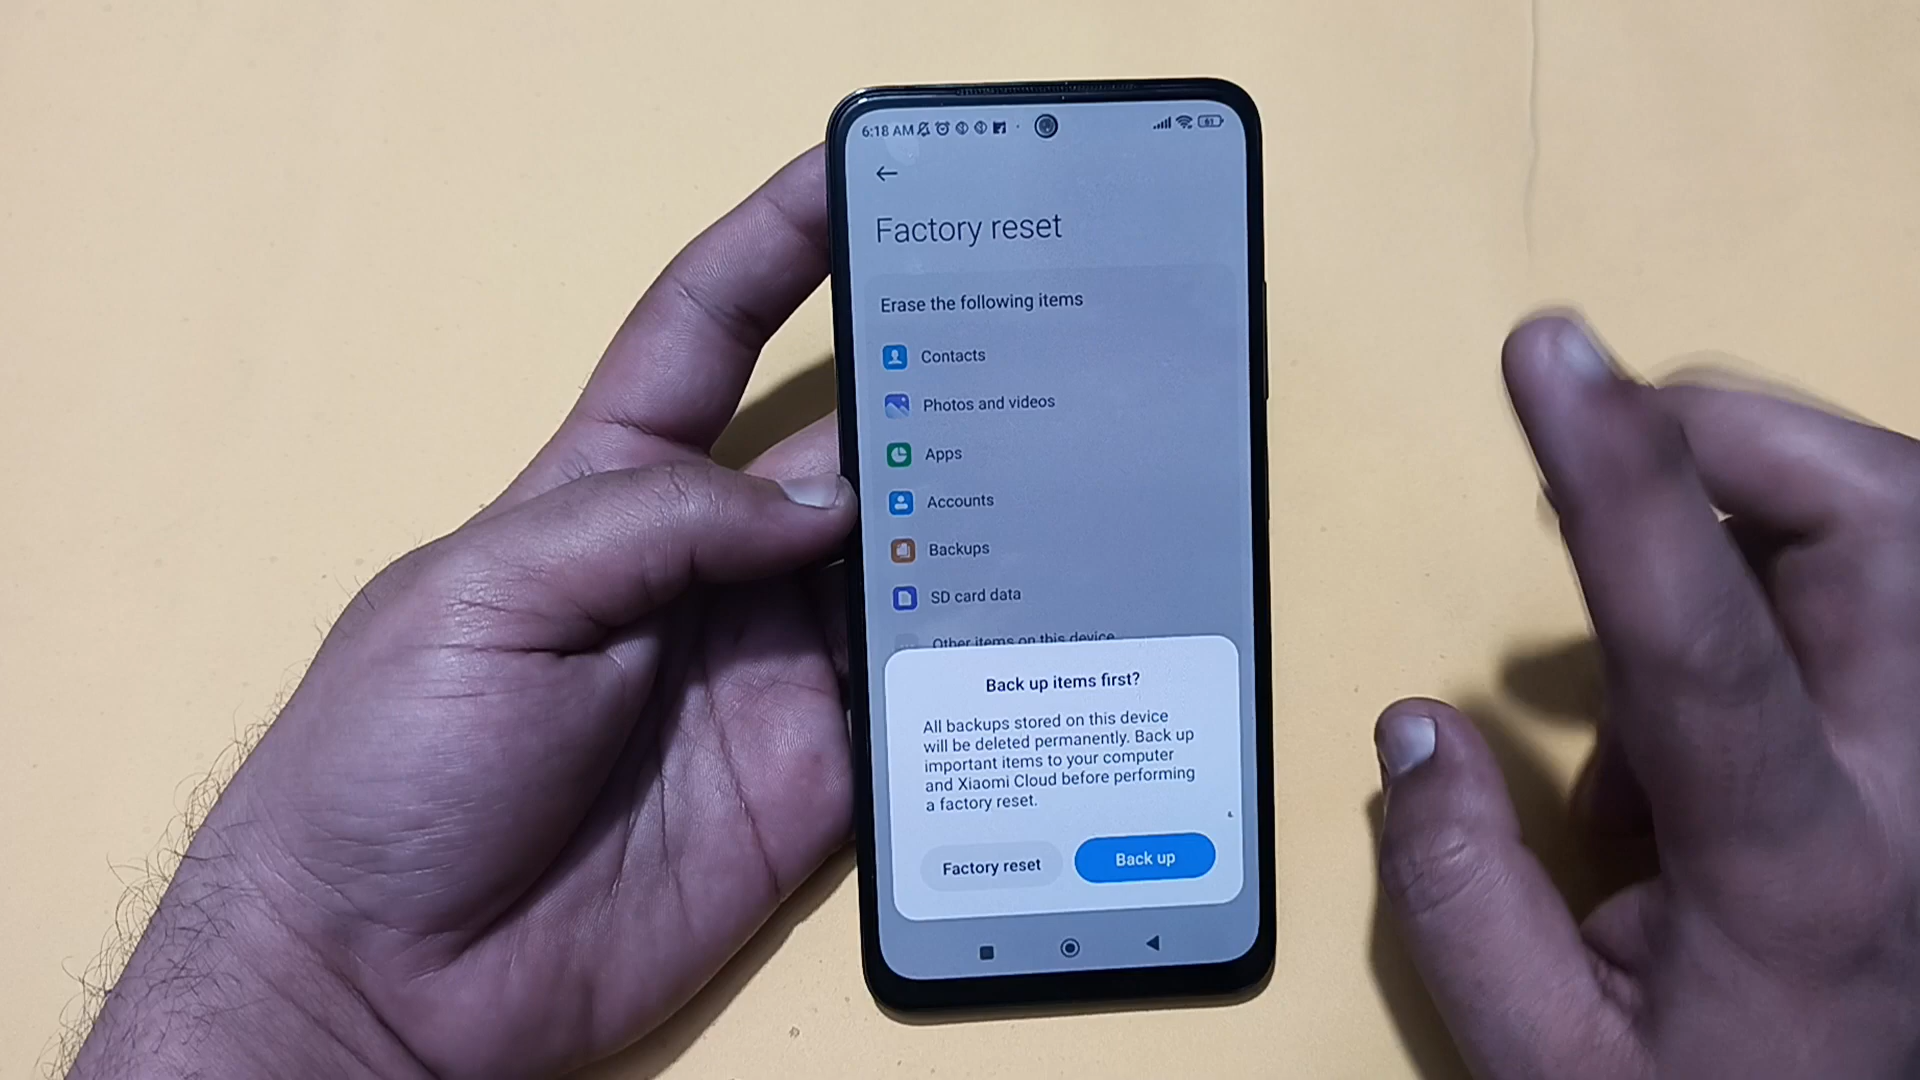 6:18 AM
61
Factory reset
Erase the following items
Contacts
Photos and videos
Apps
Accounts
Backups
SD card data
Other items on this device
Back up items first?
All backups stored on this device
will be deleted permanently. Back up
important items to your computer
and Xiaomi Cloud before performing
a factory reset.
Factory reset
Back up